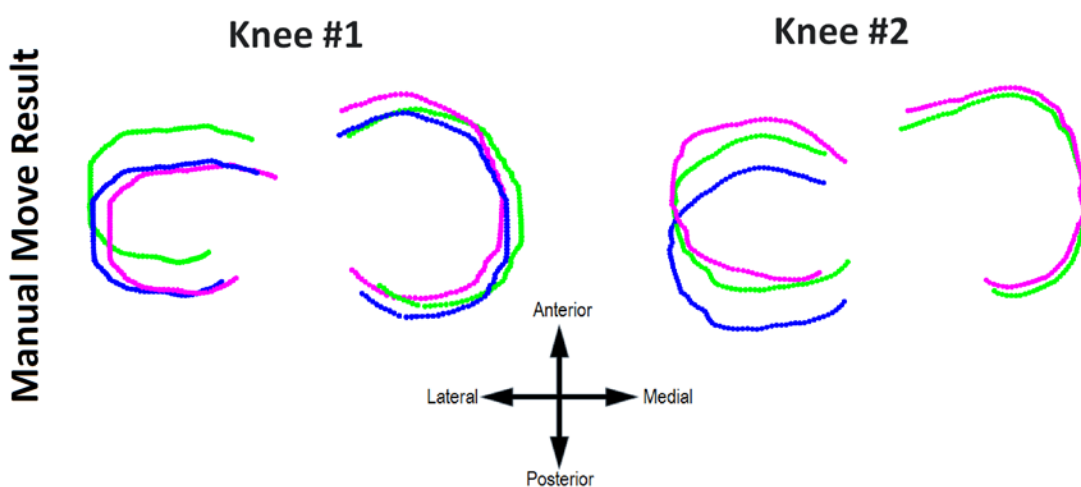 Knee #1
Knee #2
Manual Move Result
Anterior
Lateral
Medial
Posterior